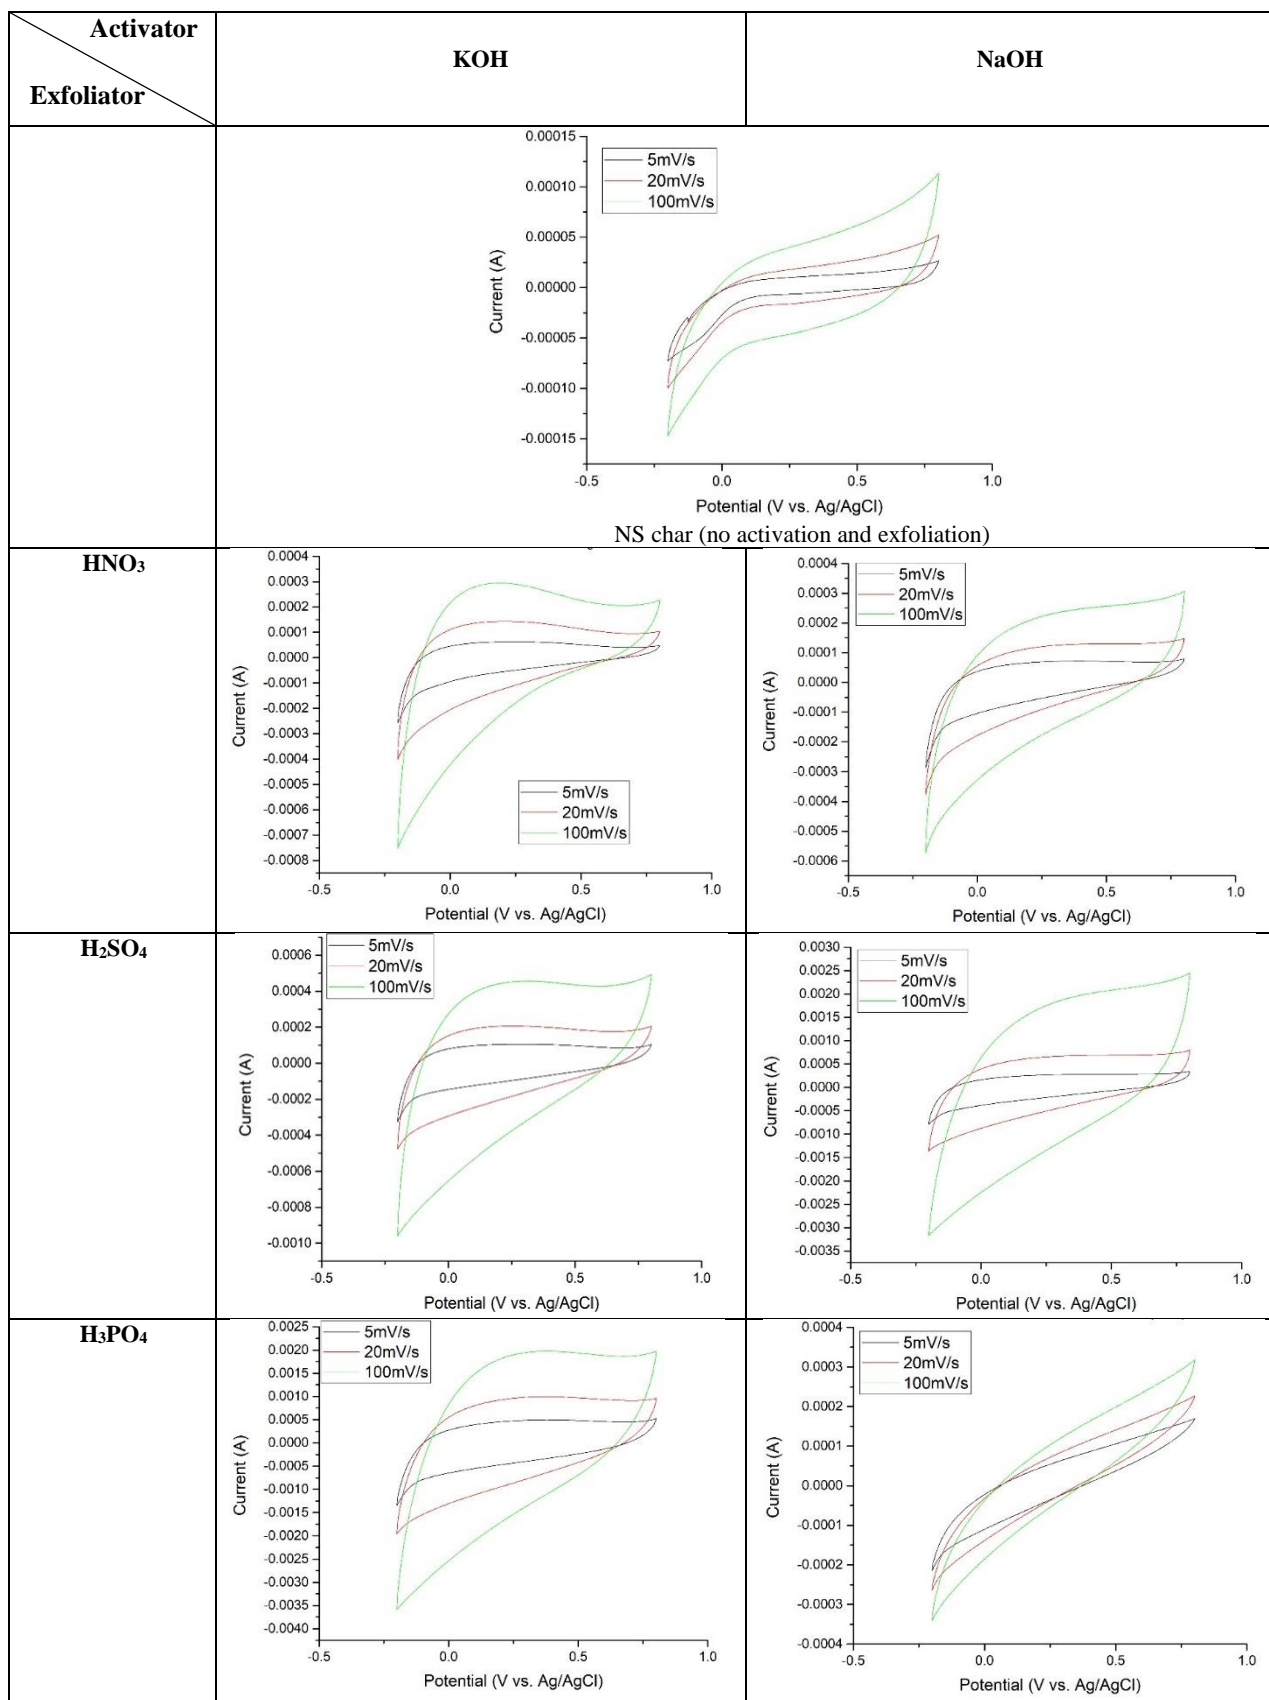 Activator
Exfoliator
KOH
NaOH
0.00015
0.00010
0.00005
0.00000
-0.00005
-0.00010
-0.00015
Current (A)
5mV/s
20mV/s
100mV/s
-0.5
0.0
0.5
1.0
Potential (V vs. Ag/AgCl)
NS char (no activation and exfoliation)
HNO3
0.0004
0.0003
0.0002
0.0001
0.0000
-0.0001
-0.0002
-0.0003
-0.0004
-0.0005
-0.0006
-0.0007
-0.0008
Current (A)
5mV/s
20mV/s
100mV/s
-0.5
0.0
0.5
1.0
Potential (V vs. Ag/AgCl)
0.0004
0.0003
0.0002
0.0001
0.0000
-0.0001
-0.0002
-0.0003
-0.0004
-0.0005
-0.0006
Current (A)
5mV/s
20mV/s
100mV/s
-0.5
0.0
0.5
1.0
Potential (V vs. Ag/AgCl)
H2SO4
0.0006
0.0004
0.0002
0.0000
-0.0002
-0.0004
-0.0006
-0.0008
-0.0010
Current (A)
5mV/s
20mV/s
100mV/s
-0.5
0.0
0.5
1.0
Potential (V vs. Ag/AgCl)
0.0030
0.0025
0.0020
0.0015
0.0010
0.0005
0.0000
-0.0005
-0.0010
-0.0015
-0.0020
-0.0025
-0.0030
-0.0035
Current (A)
5mV/s
20mV/s
100mV/s
-0.5
0.0
0.5
1.0
Potential (V vs. Ag/AgCl)
H3PO4
0.0025
0.0020
0.0015
0.0010
0.0005
0.0000
-0.0005
-0.0010
-0.0015
-0.0020
-0.0025
-0.0030
-0.0035
-0.0040
Current (A)
5mV/s
20mV/s
100mV/s
-0.5
0.0
0.5
1.0
Potential (V vs. Ag/AgCl)
0.0004
0.0003
0.0002
0.0001
0.0000
-0.0001
-0.0002
-0.0003
-0.0004
Current (A)
5mV/s
20mV/s
100mV/s
-0.5
0.0
0.5
1.0
Potential (V vs. Ag/AgCl)